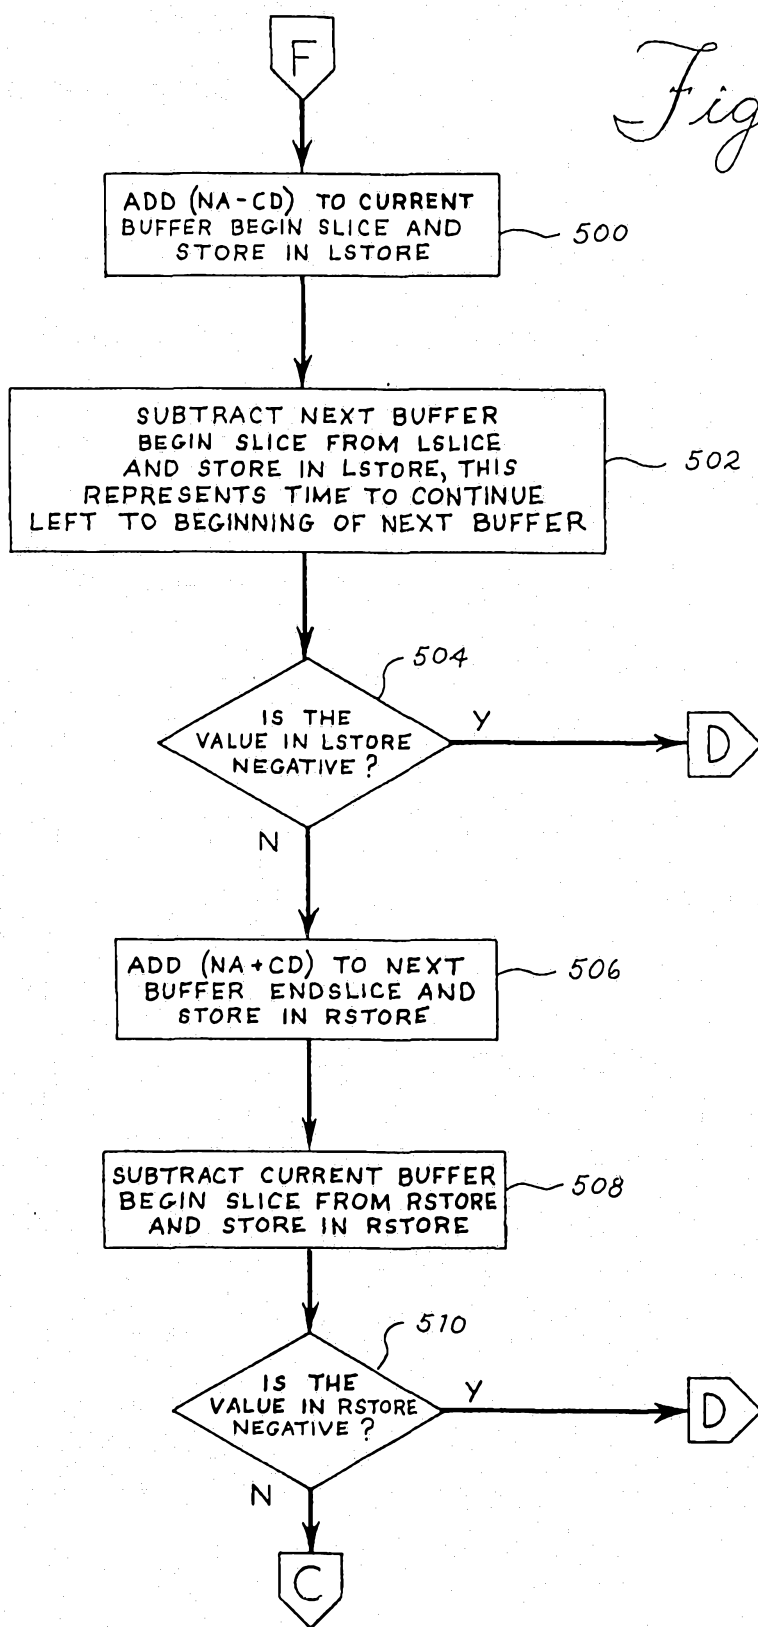 F
Fig
ADD (NA-CD) TO CURRENT
BUFFER BEGIN SLICE AND
STORE IN LSTORE
500
SUBTRACT NEXT BUFFER
BEGIN SLICE FROM LSLICE
AND STORE IN LSTORE, THIS
REPRESENTS TIME TO CONTINUE
LEFT TO BEGINNING OF NEXT BUFFER
502
504
IS THE
VALUE IN LSTORE
NEGATIVE?
Y
D
N
ADD (NA+CD) TO NEXT
BUFFER ENDSLICE AND
STORE IN RSTORE
506
SUBTRACT CURRENT BUFFER
BEGIN SLICE FROM RSTORE
AND STORE IN RSTORE
508
510
IS THE
VALUE IN RSTORE
NEGATIVE?
Y
D
N
C